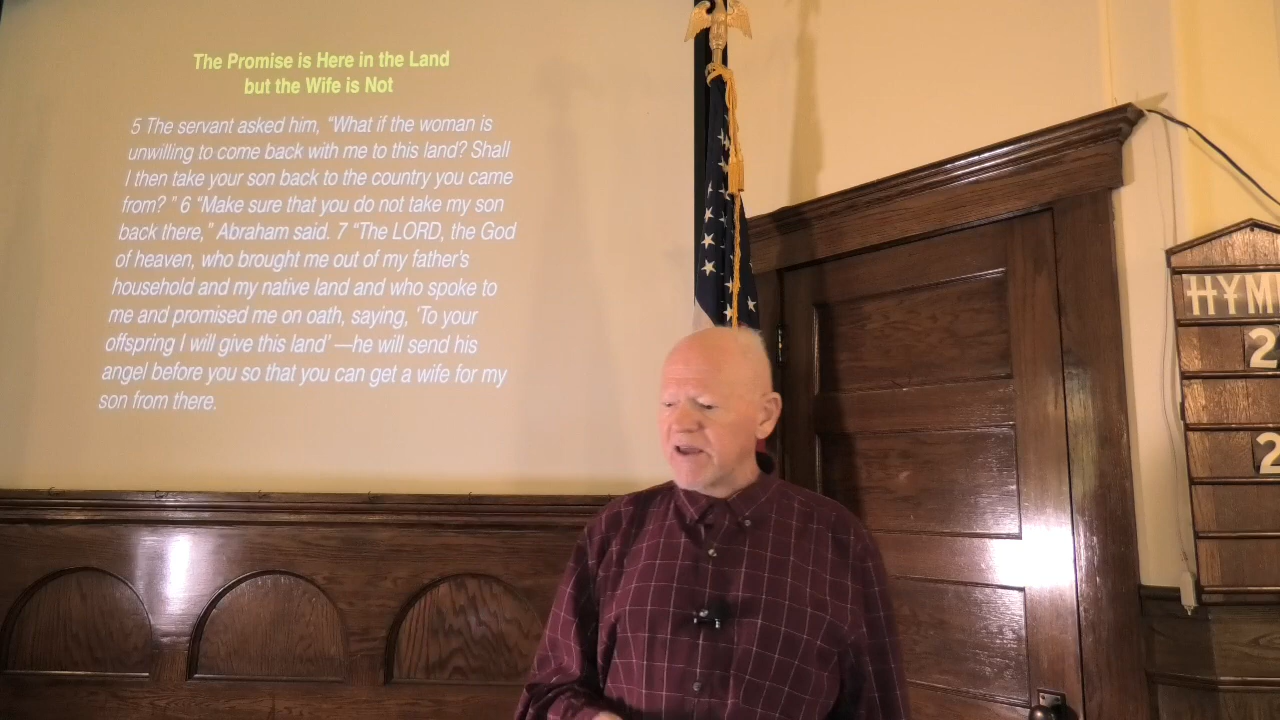 The Promise is Here in the Land
but the Wife is Not
5 The servant asked him, “What if the woman is
unwilling to come back with me to this land? Shall
I then take your son back to the country you came
from? ” 6 “Make sure that you do not take my son
back there,” Abraham said. 7 “The LORD, the God
of heaven, who brought me out of my father’s
household and my native land and who spoke to
me and promised me on oath, saying, ‘To your
offspring I will give this land’ —he will send his
angel before you so that you can get a wife for my
son from there.
HYM
2
2